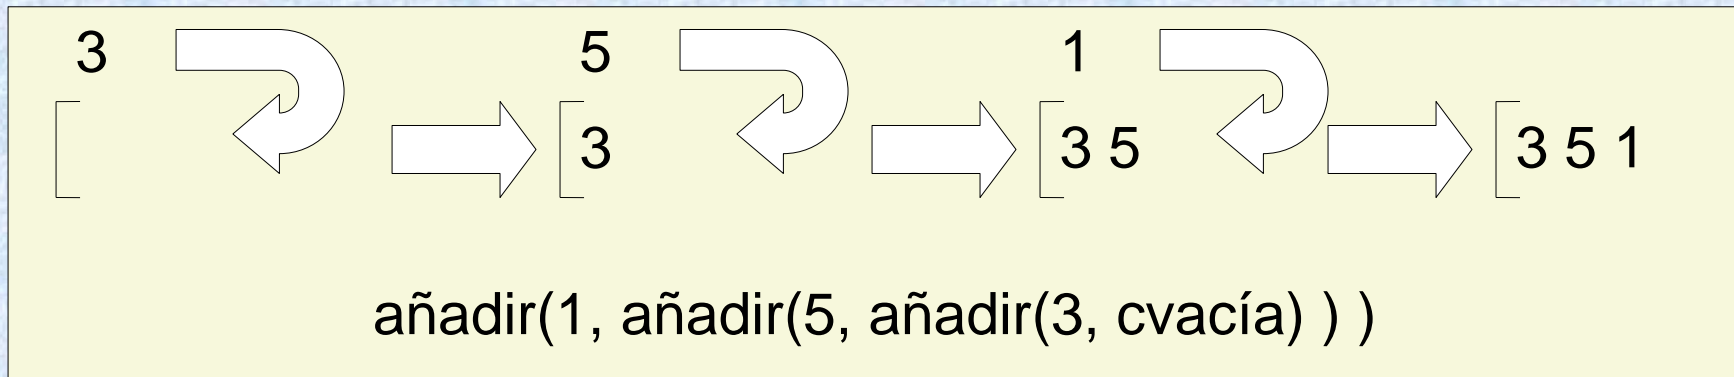 3 5 1
3 3 5 3 5 1
añadir(1, añadir(5, añadir(3, cvacía) ) )